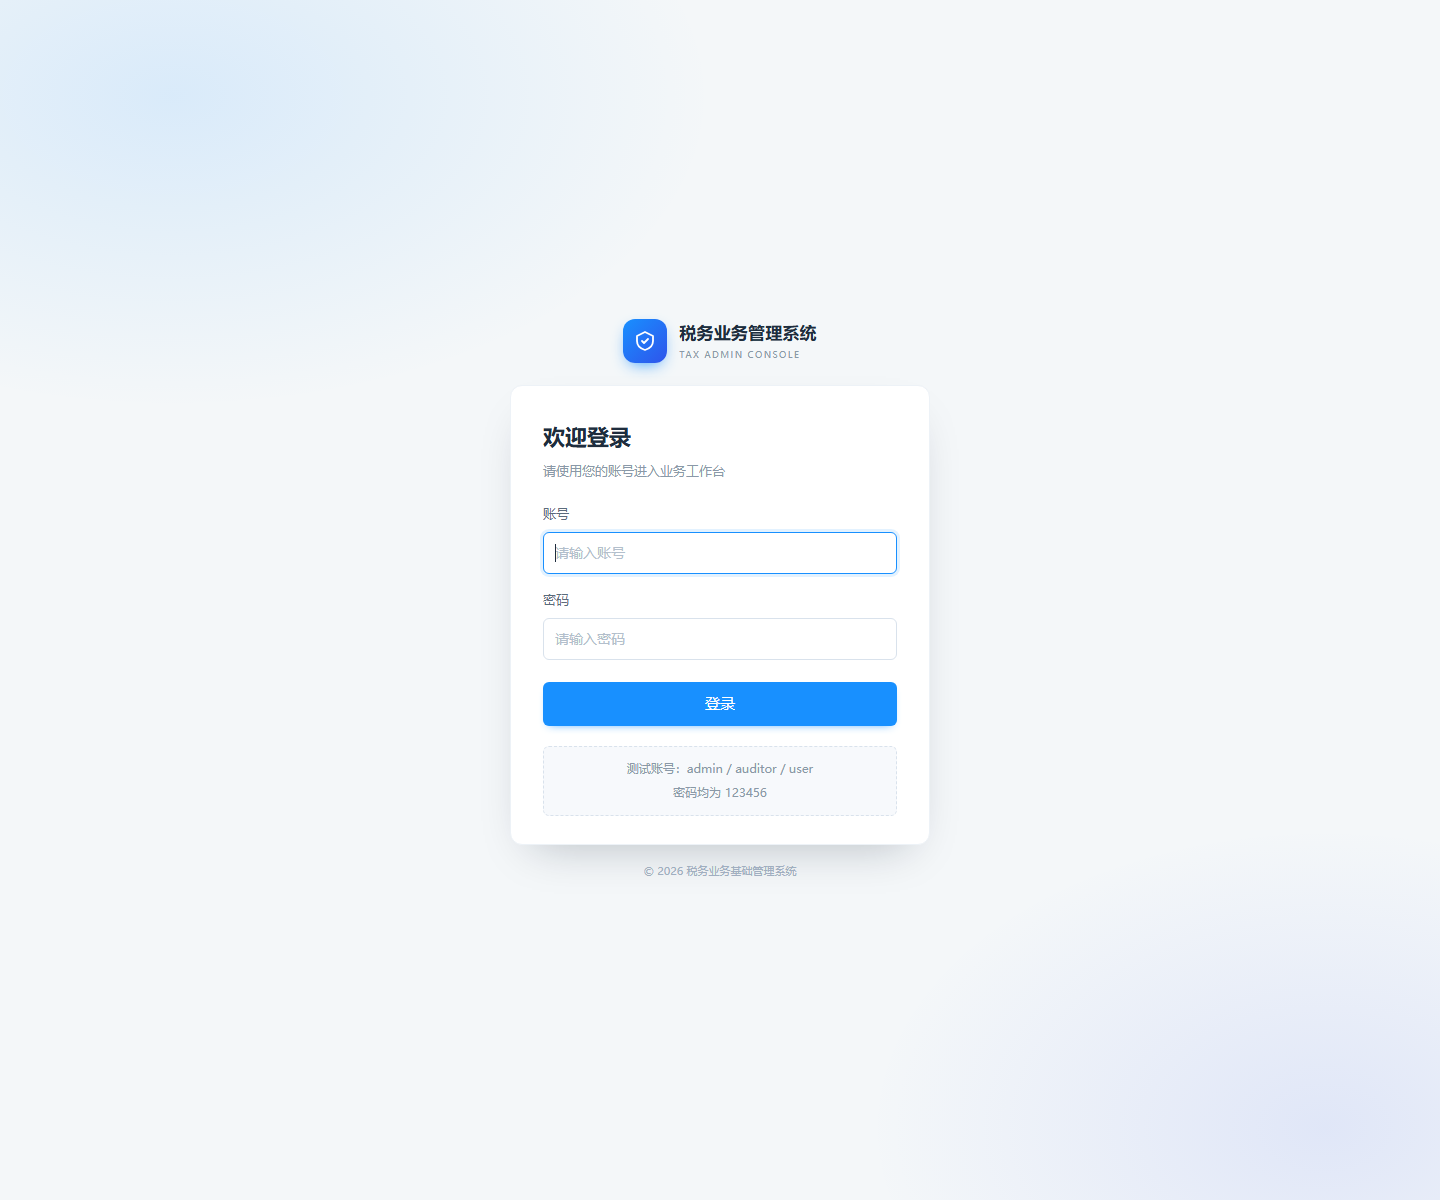 税务业务管理系统
TAX ADMIN CONSOLE
欢迎登录
请使用您的账号进入业务工作台
账号
请输入账号
密码
请输入密码
登录
测试账号：admin / auditor / user
密码均为 123456
© 2026 税务业务基础管理系统